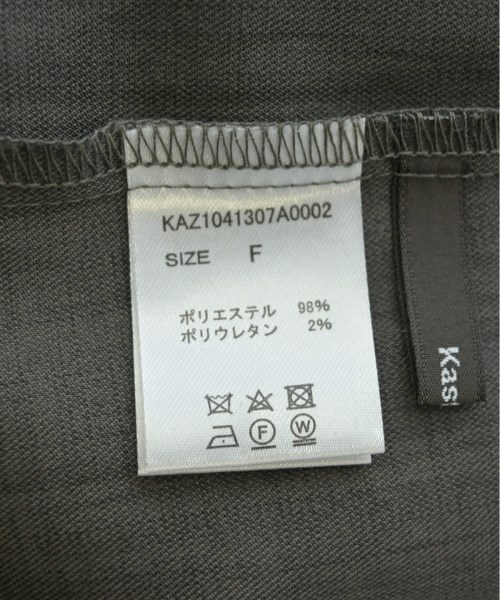 KAZ1041307A0002
SIZE F
ポリエステル 98%
ポリウレタン 2%
F W
Kas